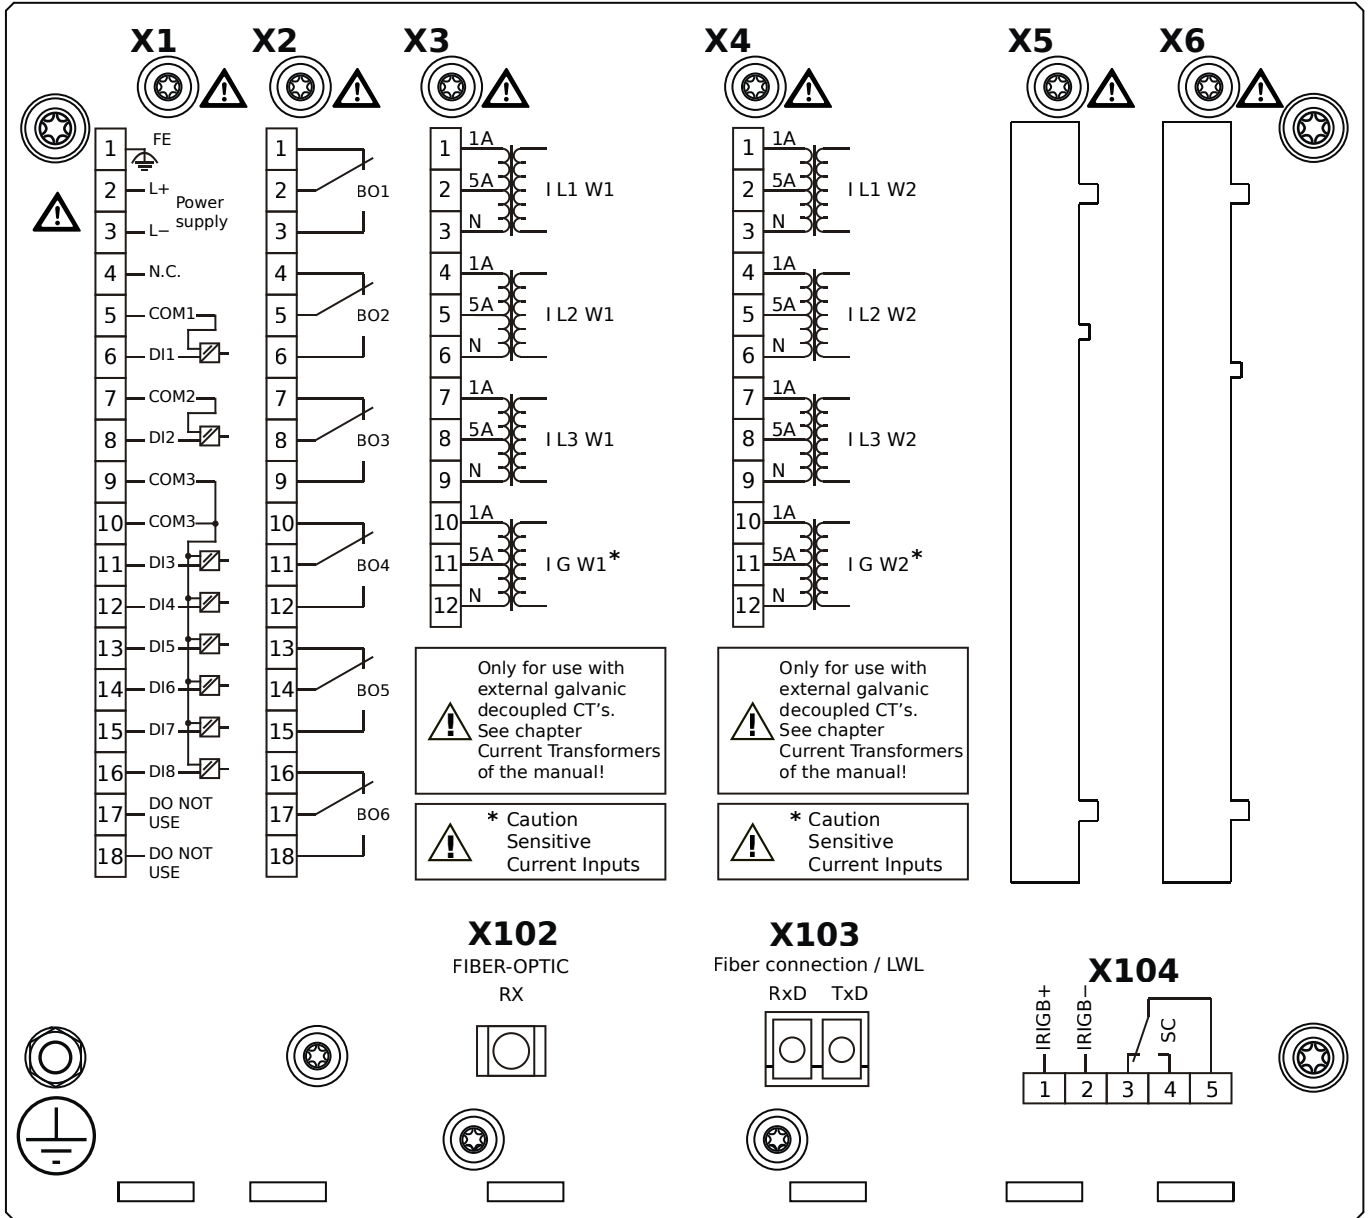 X1
X2
X3
X4
X5
X6
1 FE
2 L+
Power
supply
3 L−
4 N.C.
5 COM1
6 DI1
7 COM2
8 DI2
9 COM3
10 COM3
11 DI3
12 DI4
13 DI5
14 DI6
15 DI7
16 DI8
17 DO NOT
USE
18 DO NOT
USE
1
2 BO1
3
4
5 BO2
6
7
8 BO3
9
10
11 BO4
12
13
14 BO5
15
16
17 BO6
18
1 1A
2 5A I L1 W1
3 N
4 1A
5 5A I L2 W1
6 N
7 1A
8 5A I L3 W1
9 N
10 1A
11 5A I G W1*
12 N
Only for use with
external galvanic
decoupled CT's.
See chapter
Current Transformers
of the manual!
* Caution
Sensitive
Current Inputs
1 1A
2 5A I L1 W2
3 N
4 1A
5 5A I L2 W2
6 N
7 1A
8 5A I L3 W2
9 N
10 1A
11 5A I G W2*
12 N
Only for use with
external galvanic
decoupled CT's.
See chapter
Current Transformers
of the manual!
* Caution
Sensitive
Current Inputs
X102
FIBER-OPTIC
RX
X103
Fiber connection / LWL
RxD TxD
X104
IRIGB+
IRIGB−
SC
1 2 3 4 5